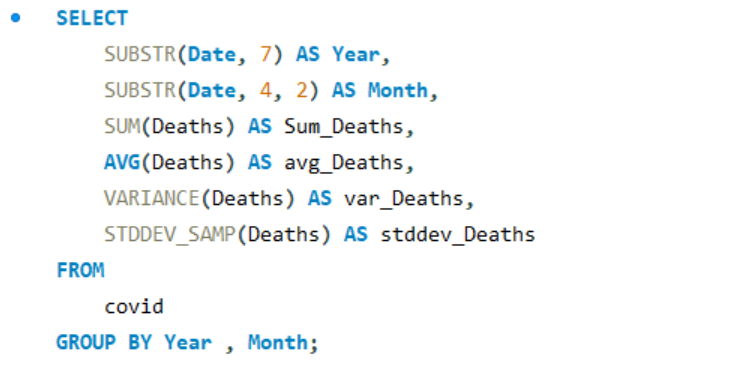 SELECT
SUBSTR(Date, 7) AS Year,
SUBSTR(Date, 4, 2) AS Month,
SUM(Deaths) AS Sum_Deaths,
AVG(Deaths) AS avg_Deaths,
VARIANCE(Deaths) AS var_Deaths,
STDDEV_SAMP(Deaths) AS stddev_Deaths
FROM
covid
GROUP BY Year , Month;